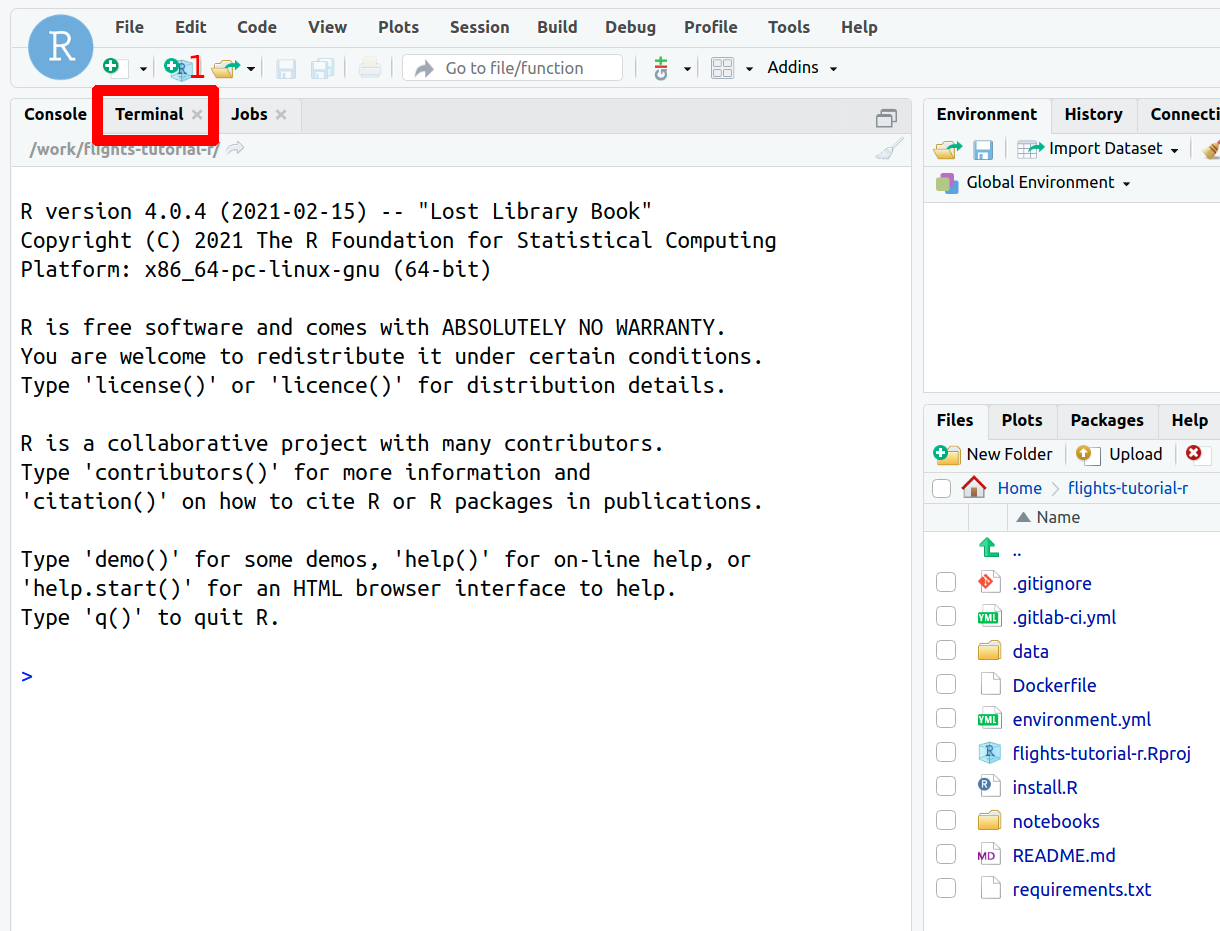 R
File Edit Code View Plots Session Build Debug Profile Tools Help
R 1 Go to file/function Git Addins
Console Terminal × Jobs ×
/work/flights-tutorial-r/
R version 4.0.4 (2021-02-15) -- "Lost Library Book"
Copyright (C) 2021 The R Foundation for Statistical Computing
Platform: x86_64-pc-linux-gnu (64-bit)
R is free software and comes with ABSOLUTELY NO WARRANTY.
You are welcome to redistribute it under certain conditions.
Type 'license()' or 'licence()' for distribution details.
R is a collaborative project with many contributors.
Type 'contributors()' for more information and
'citation()' on how to cite R or R packages in publications.
Type 'demo()' for some demos, 'help()' for on-line help, or
'help.start()' for an HTML browser interface to help.
Type 'q()' to quit R.
>
Environment History Connecti
Import Dataset
Global Environment
Files Plots Packages Help
New Folder Upload
Home flights-tutorial-r
Name
..
.gitignore
YML .gitlab-ci.yml
data
Dockerfile
YML environment.yml
R flights-tutorial-r.Rproj
R install.R
notebooks
MD README.md
requirements.txt